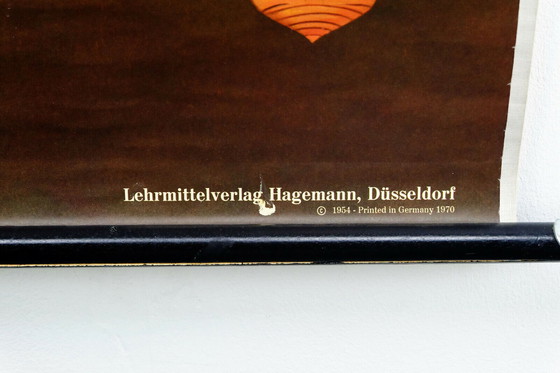 Lehrmittelverlag Hagemann, Düsseldorf
© 1954 - Printed in Germany 1970